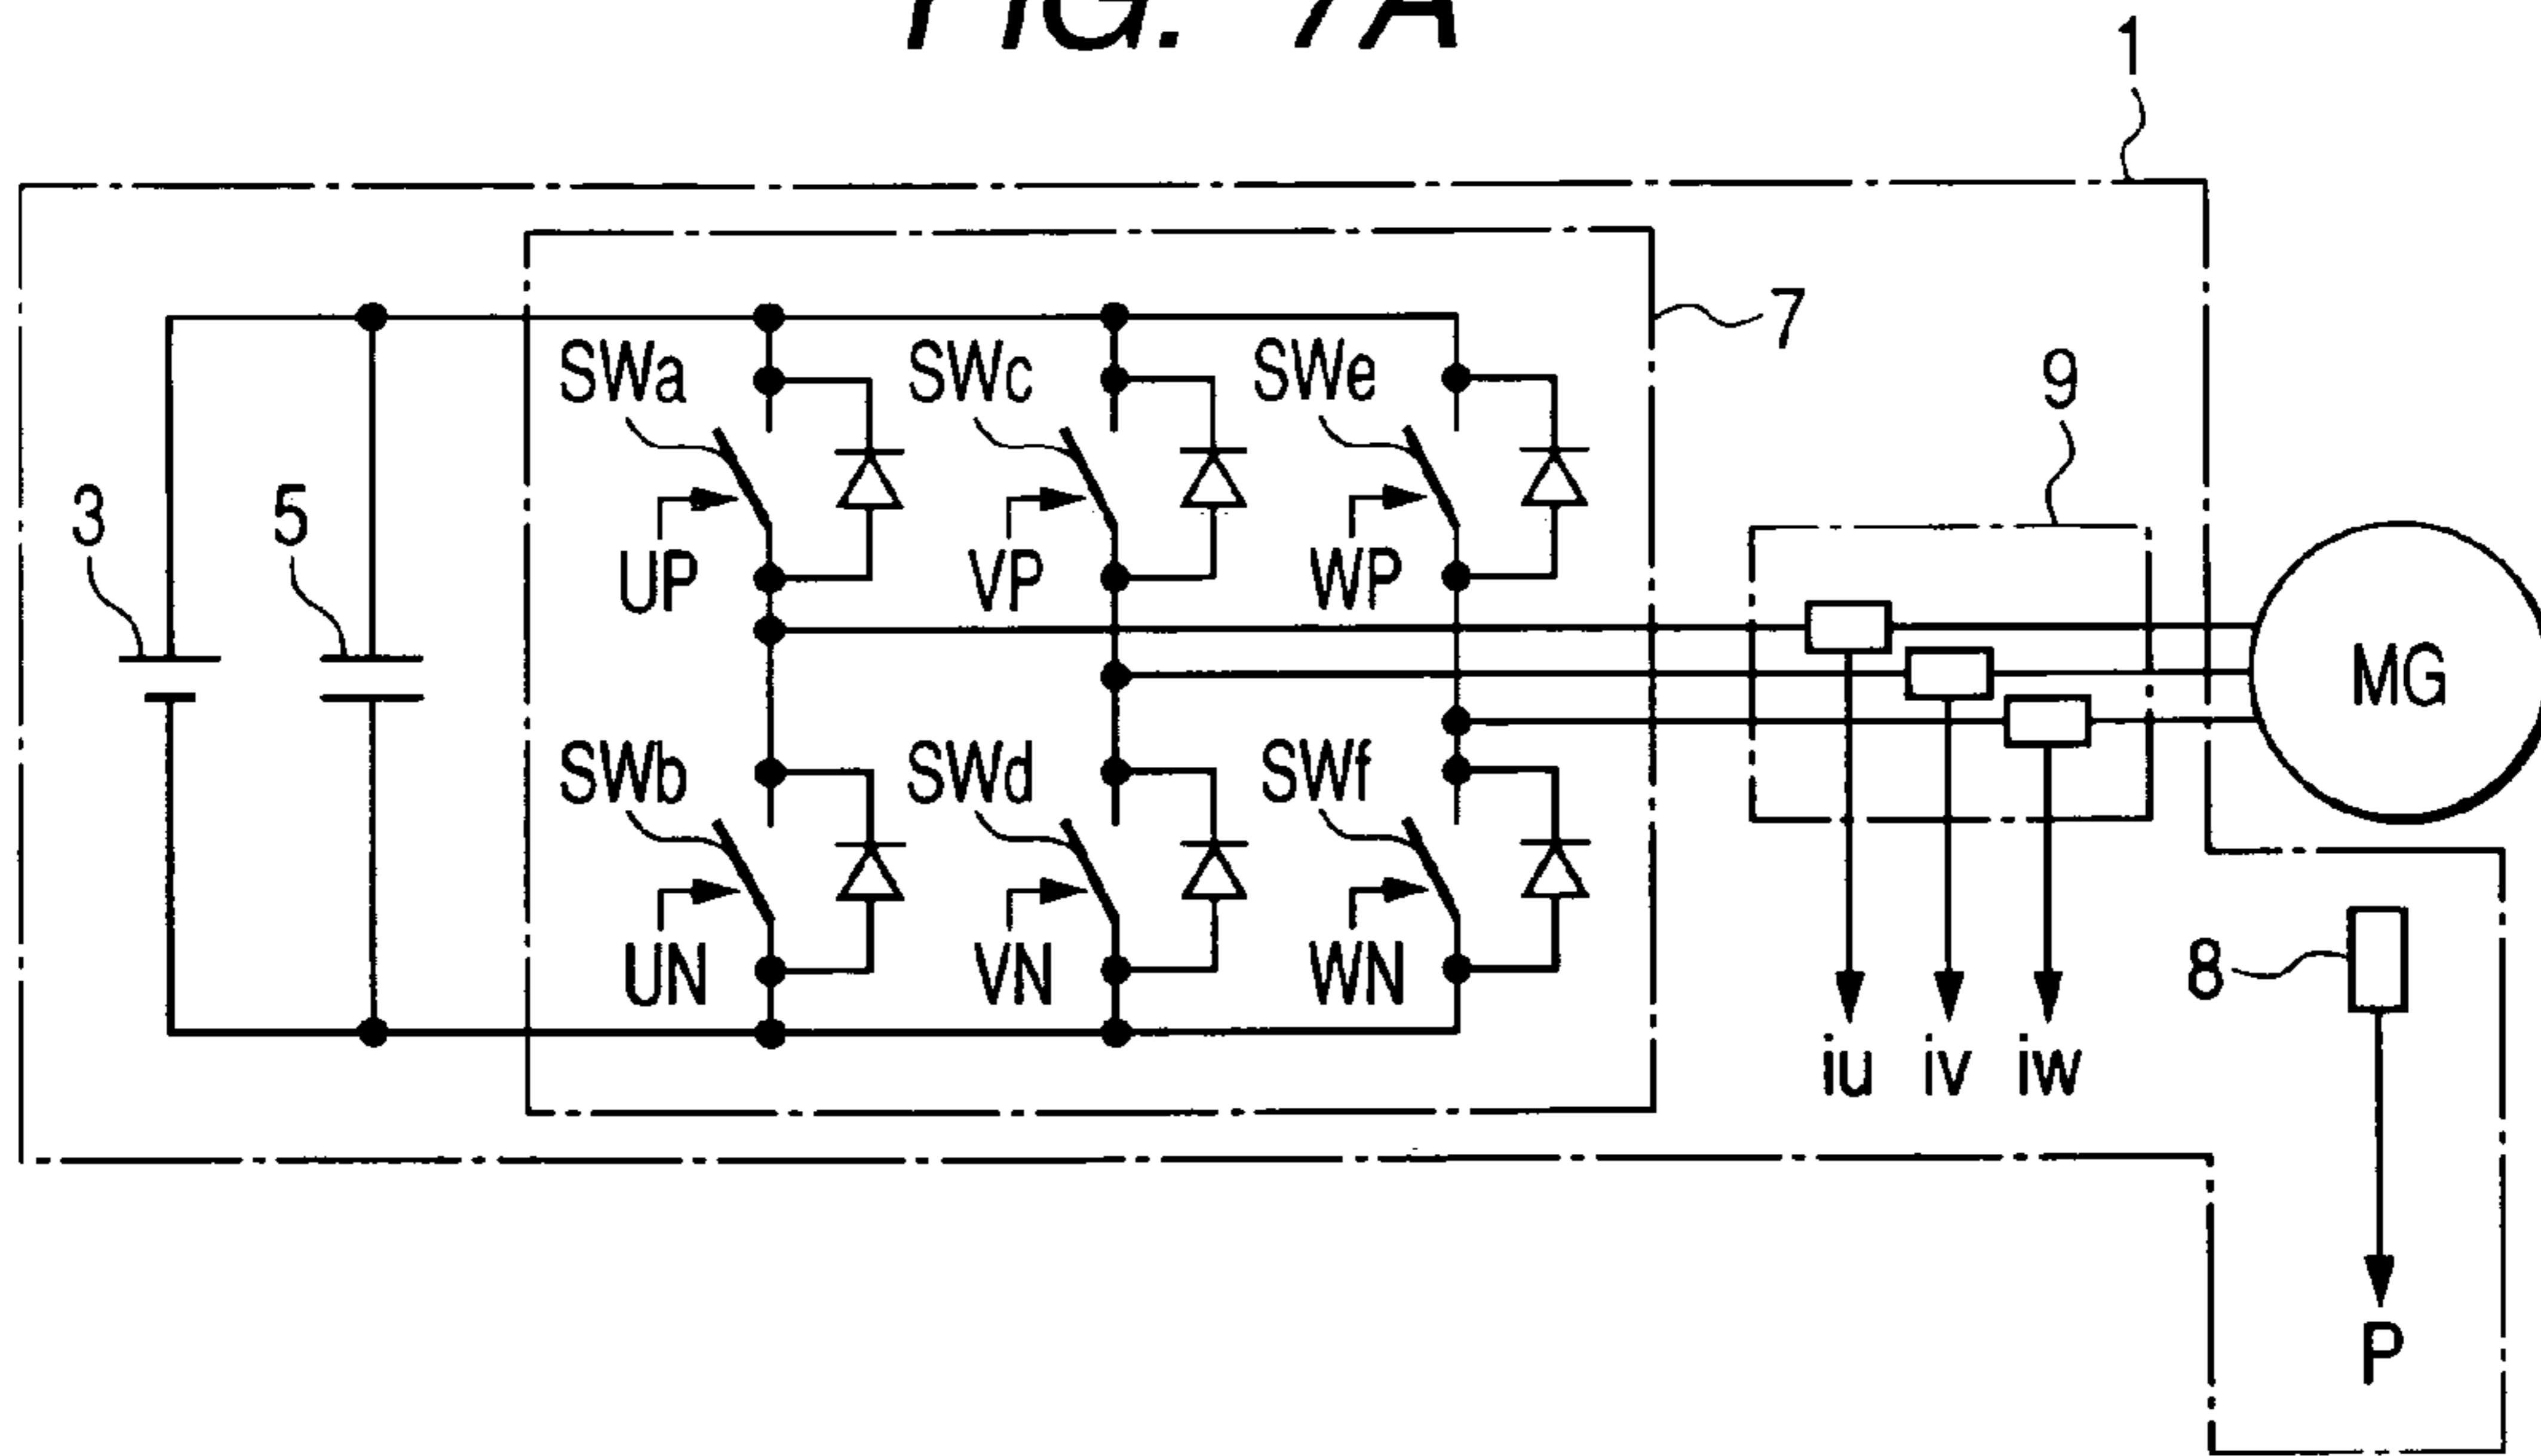 FIG. 7A
1
7
SWa SWc SWe
9
3 5
UP VP WP
MG
SWb SWd SWf
UN VN WN
8
iu iv iw
P